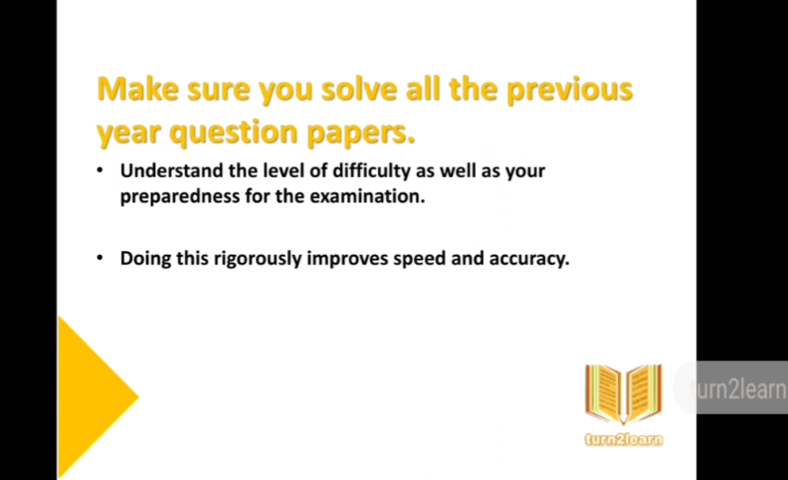 Make sure you solve all the previous
year question papers.
• Understand the level of difficulty as well as your
preparedness for the examination.
• Doing this rigorously improves speed and accuracy.
turn2learn
turn2learn